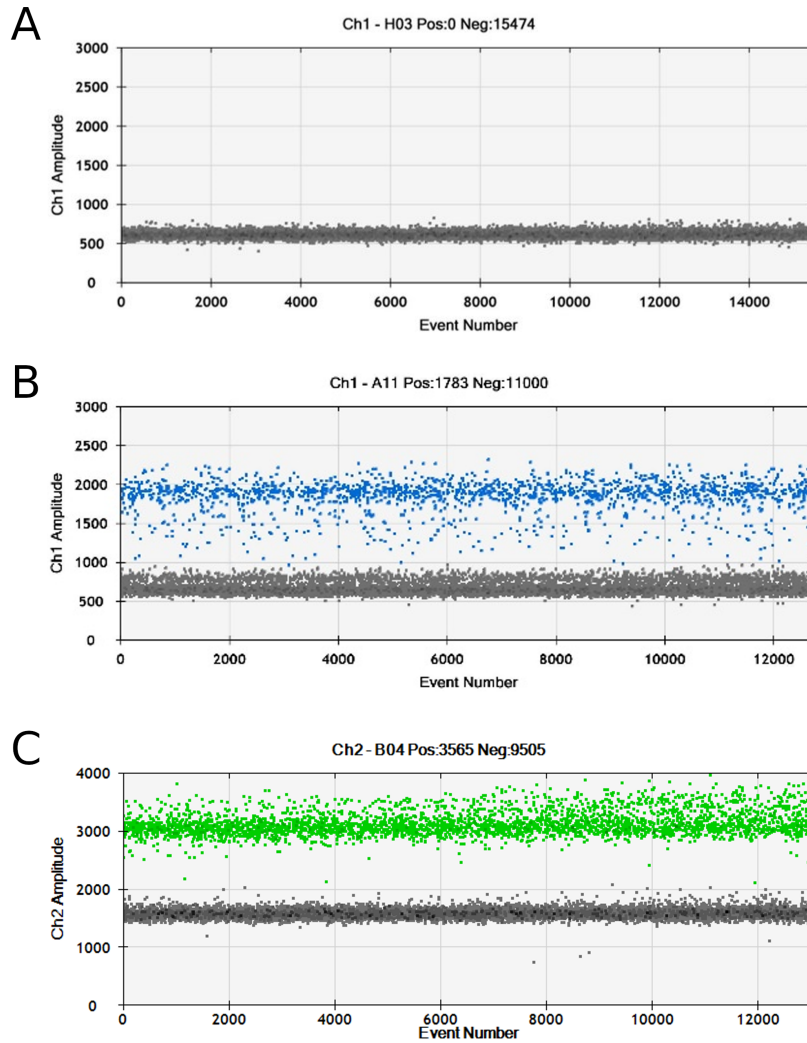 A
Ch1 - H03 Pos:0 Neg:15474
3000
2500
2000
1500
1000
500
0
Ch1 Amplitude
0 2000 4000 6000 8000 10000 12000 14000
Event Number
B
Ch1 - A11 Pos:1783 Neg:11000
3000
2500
2000
1500
1000
500
0
Ch1 Amplitude
0 2000 4000 6000 8000 10000 12000
Event Number
C
Ch2 - B04 Pos:3565 Neg:9505
4000
3000
2000
1000
0
Ch2 Amplitude
0 2000 4000 6000 8000 10000 12000
Event Number